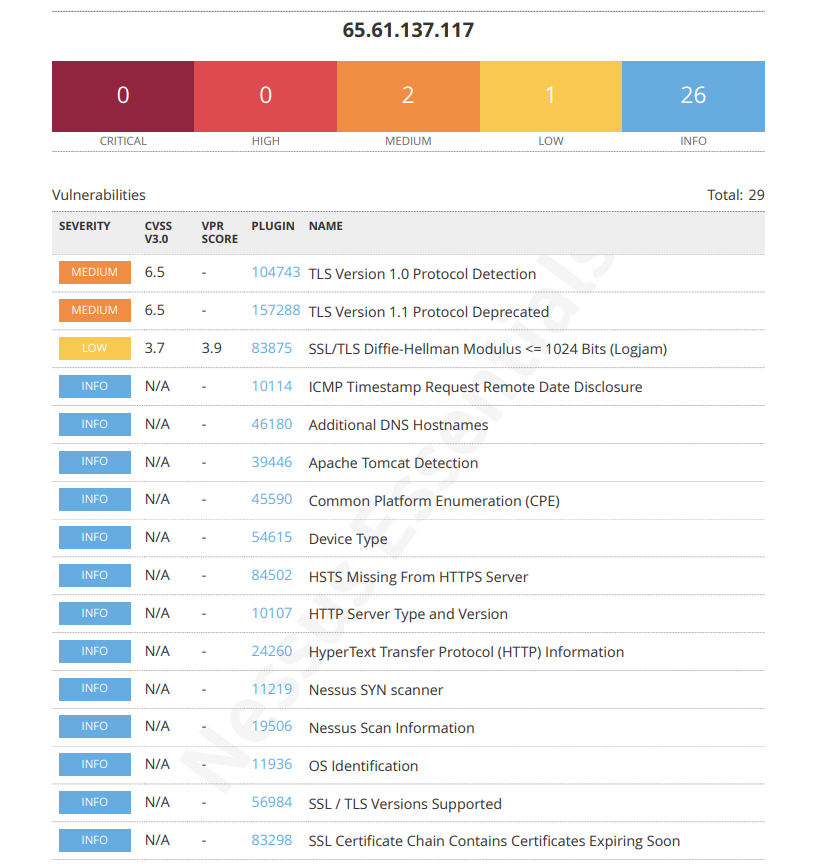 65.61.137.117
0 0 2 1 26
CRITICAL HIGH MEDIUM LOW INFO
Vulnerabilities Total: 29
SEVERITY CVSS V3.0 VPR SCORE PLUGIN NAME
MEDIUM 6.5 - 104743 TLS Version 1.0 Protocol Detection
MEDIUM 6.5 - 157288 TLS Version 1.1 Protocol Deprecated
LOW 3.7 3.9 83875 SSL/TLS Diffie-Hellman Modulus <= 1024 Bits (Logjam)
INFO N/A - 10114 ICMP Timestamp Request Remote Date Disclosure
INFO N/A - 46180 Additional DNS Hostnames
INFO N/A - 39446 Apache Tomcat Detection
INFO N/A - 45590 Common Platform Enumeration (CPE)
INFO N/A - 54615 Device Type
INFO N/A - 84502 HSTS Missing From HTTPS Server
INFO N/A - 10107 HTTP Server Type and Version
INFO N/A - 24260 HyperText Transfer Protocol (HTTP) Information
INFO N/A - 11219 Nessus SYN scanner
INFO N/A - 19506 Nessus Scan Information
INFO N/A - 11936 OS Identification
INFO N/A - 56984 SSL / TLS Versions Supported
INFO N/A - 83298 SSL Certificate Chain Contains Certificates Expiring Soon
Nessus Essentials